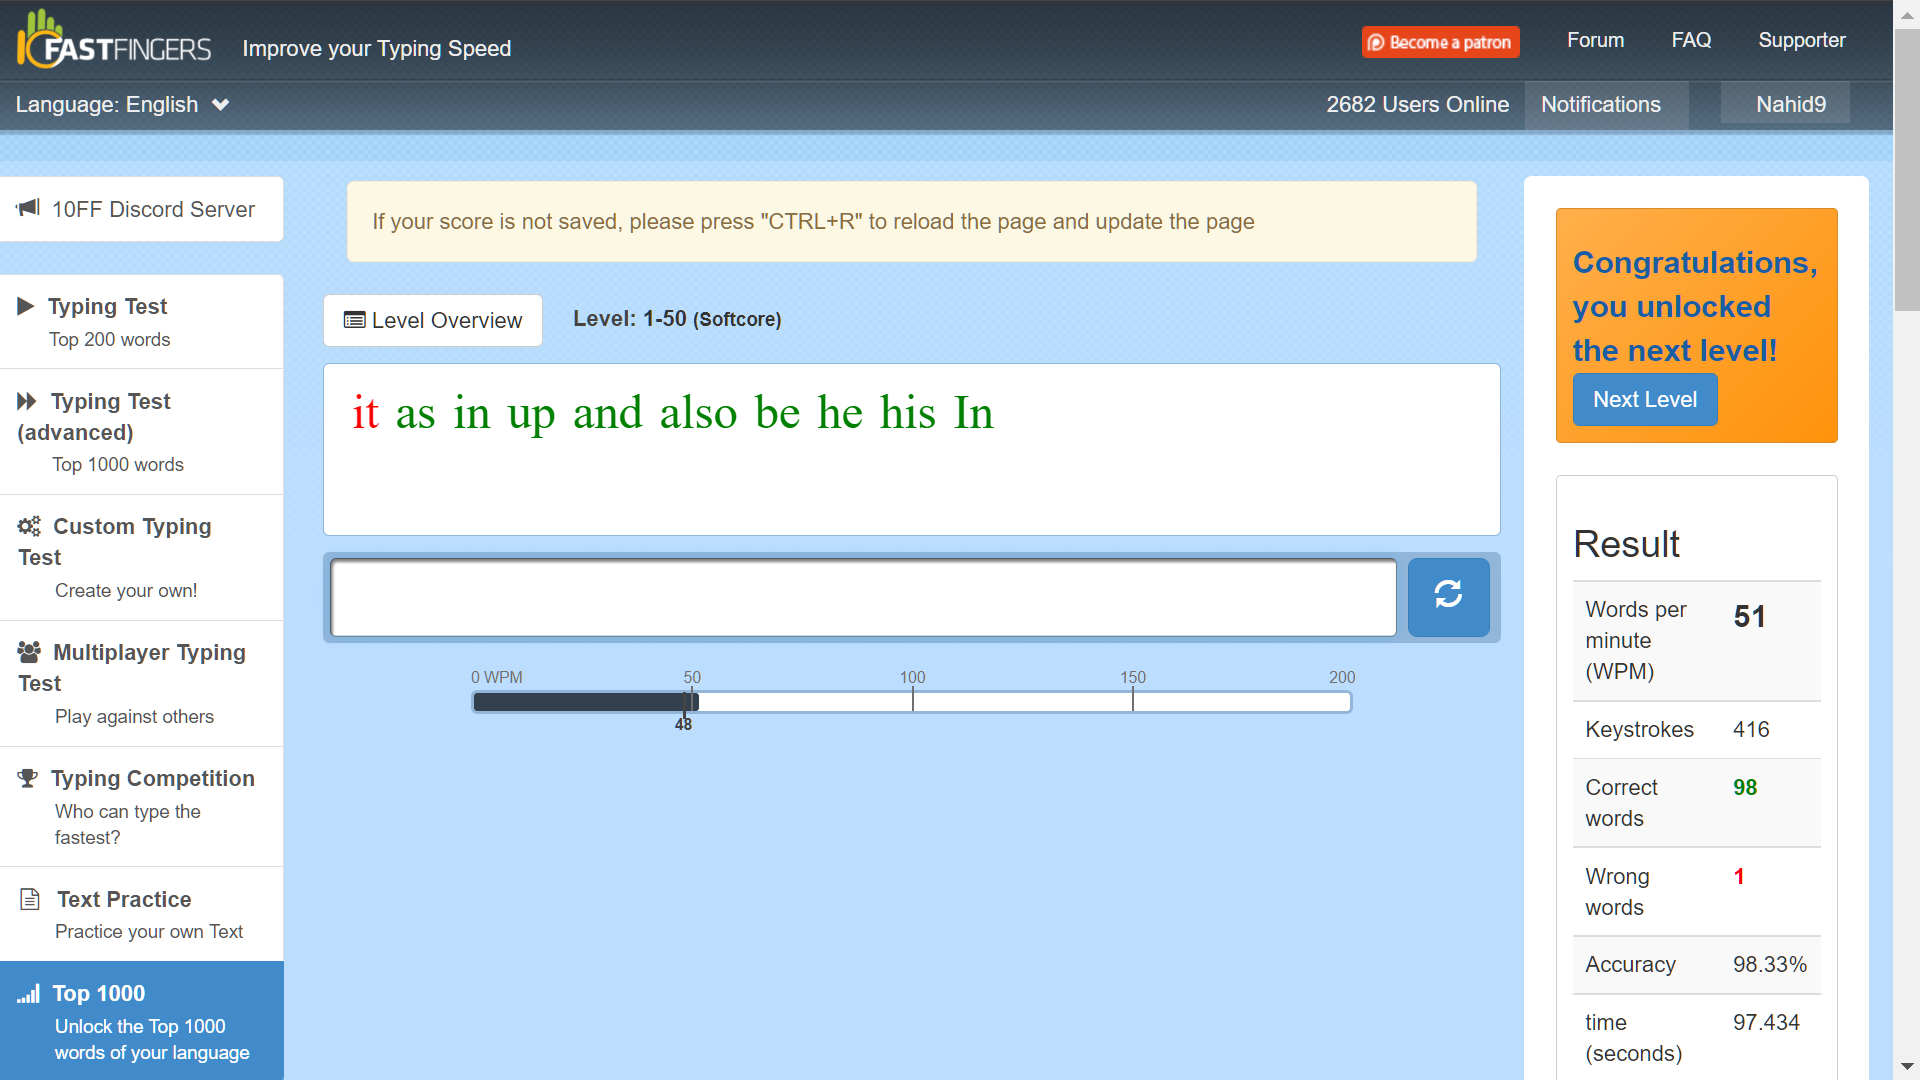 FASTFINGERS
Improve your Typing Speed
Become a patron
Forum
FAQ
Supporter
Language: English
2682 Users Online
Notifications
Nahid9
10FF Discord Server
Typing Test
Top 200 words
Typing Test
(advanced)
Top 1000 words
Custom Typing
Test
Create your own!
Multiplayer Typing
Test
Play against others
Typing Competition
Who can type the
fastest?
Text Practice
Practice your own Text
Top 1000
Unlock the Top 1000
words of your language
If your score is not saved, please press "CTRL+R" to reload the page and update the page
Level Overview
Level: 1-50 (Softcore)
it as in up and also be he his In
0 WPM 50 100 150 200
48
Congratulations,
you unlocked
the next level!
Next Level
Result
Words per
minute
(WPM)
51
Keystrokes 416
Correct
words
98
Wrong
words
1
Accuracy 98.33%
time
(seconds)
97.434